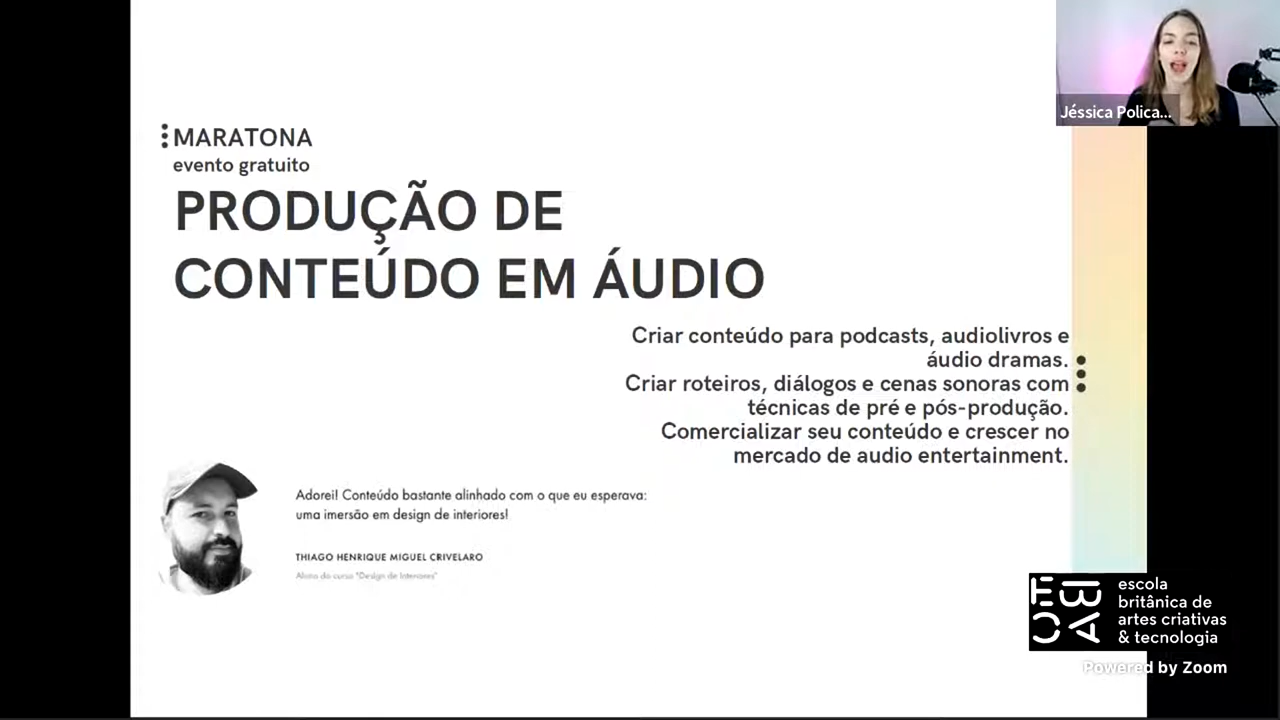 Jéssica Polica...
MARATONA
evento gratuito
PRODUÇÃO DE
CONTEÚDO EM ÁUDIO
Criar conteúdo para podcasts, audiolivros e
áudio dramas.
Criar roteiros, diálogos e cenas sonoras com
técnicas de pré e pós-produção.
Comercializar seu conteúdo e crescer no
mercado de audio entertainment.
Adorei! Conteúdo bastante alinhado com o que eu esperava:
uma imersão em design de interiores!
THIAGO HENRIQUE MIGUEL CRIVELARO
Aluno do curso "Design de Interiores"
EBAC
escola
britânica de
artes criativas
& tecnologia
Powered by Zoom